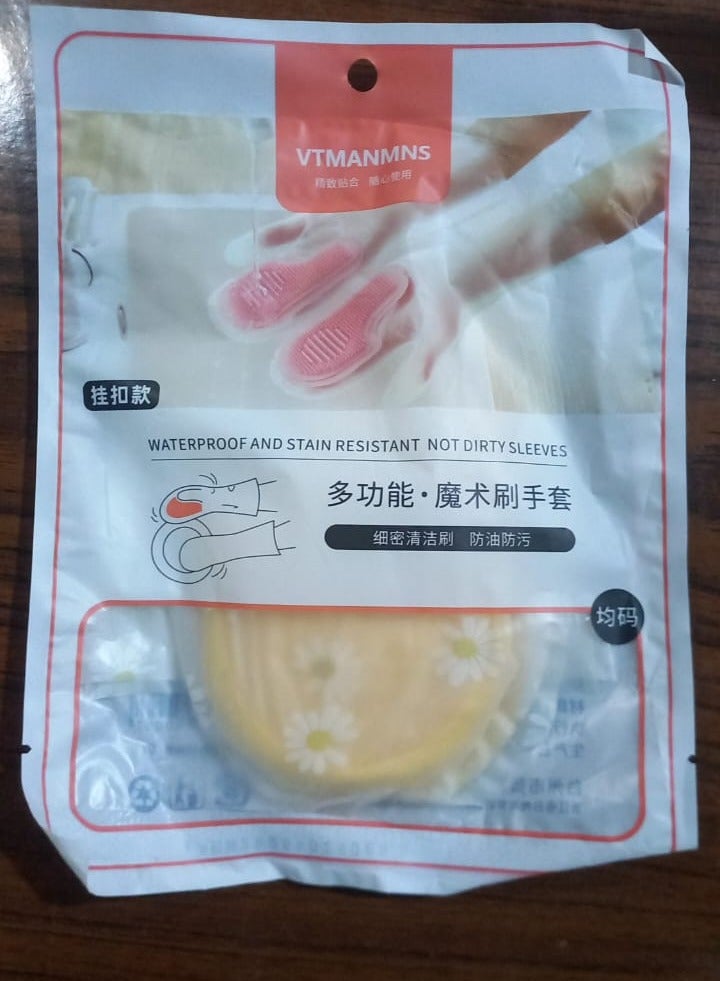 VTMANMNS
精致贴合 随心使用
挂扣款
WATERPROOF AND STAIN RESISTANT NOT DIRTY SLEEVES
多功能·魔术刷手套
细密清洁刷 防油防污
均码